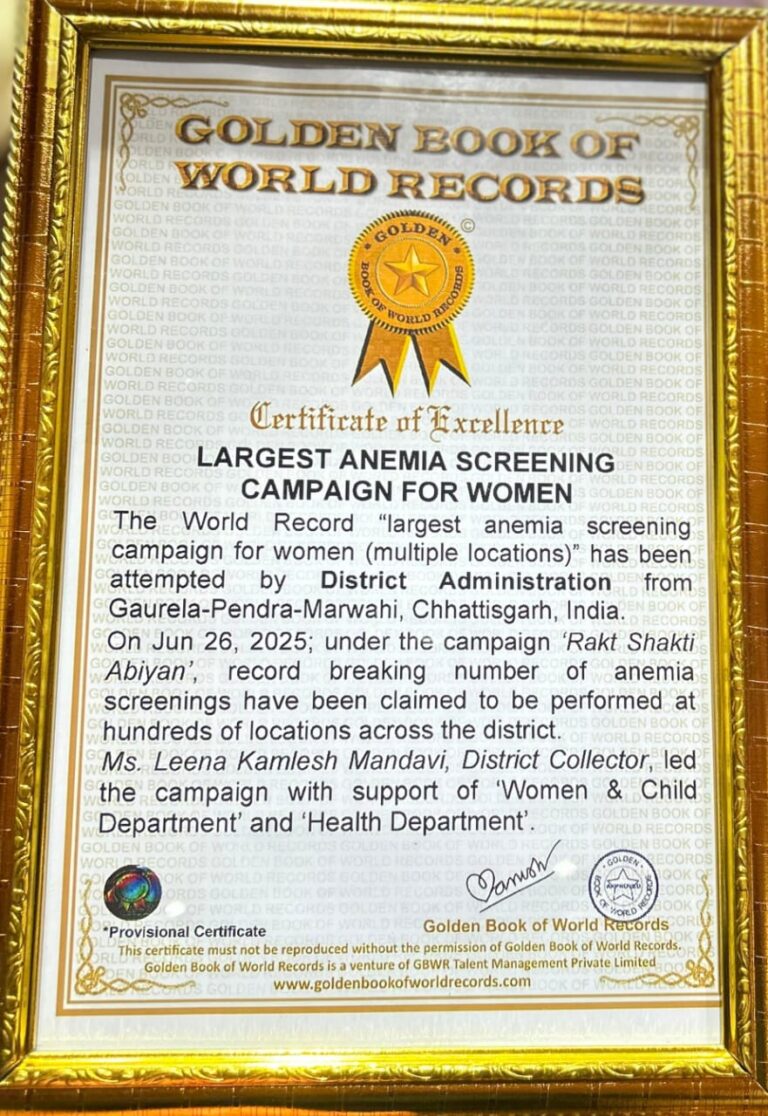 GOLDEN BOOK OF
WORLD RECORDS
©
GOLDEN
BOOK OF WORLD RECORDS
Certificate of Excellence
LARGEST ANEMIA SCREENING
CAMPAIGN FOR WOMEN
The World Record “largest anemia screening
campaign for women (multiple locations)” has been
attempted by District Administration from
Gaurela-Pendra-Marwahi, Chhattisgarh, India.
On Jun 26, 2025; under the campaign ‘Rakt Shakti
Abiyan’, record breaking number of anemia
screenings have been claimed to be performed at
hundreds of locations across the district.
Ms. Leena Kamlesh Mandavi, District Collector, led
the campaign with support of ‘Women & Child
Department’ and ‘Health Department’.
GOLDEN
BOOK OF WORLD RECORDS
*Provisional Certificate
Golden Book of World Records
This certificate must not be reproduced without the permission of Golden Book of World Records.
Golden Book of World Records is a venture of GBWR Talent Management Private Limited
www.goldenbookofworldrecords.com